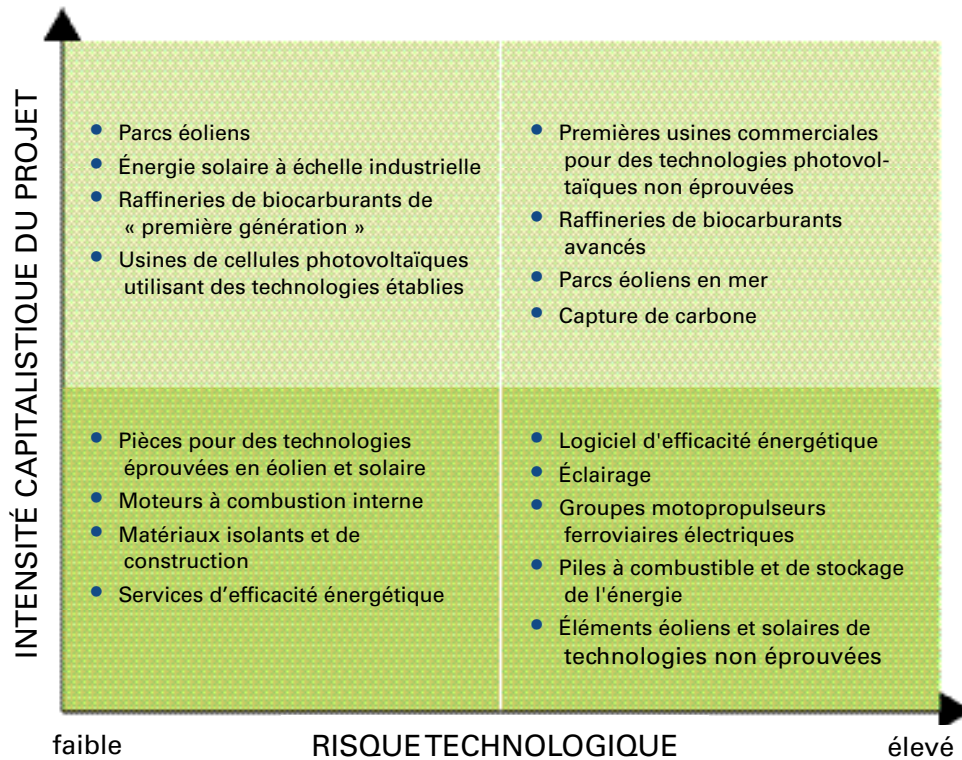 INTENSITÉ CAPITALISTIQUE DU PROJET
• Parcs éoliens
• Énergie solaire à échelle industrielle
• Raffineries de biocarburants de
« première génération »
• Usines de cellules photovoltaïques
utilisant des technologies établies
• Premières usines commerciales
pour des technologies photovol-
taïques non éprouvées
• Raffineries de biocarburants
avancés
• Parcs éoliens en mer
• Capture de carbone
• Pièces pour des technologies
éprouvées en éolien et solaire
• Moteurs à combustion interne
• Matériaux isolants et de
construction
• Services d’efficacité énergétique
• Logiciel d'efficacité énergétique
• Éclairage
• Groupes motopropulseurs
ferroviaires électriques
• Piles à combustible et de stockage
de l'énergie
• Éléments éoliens et solaires de
technologies non éprouvées
faible RISQUE TECHNOLOGIQUE élevé